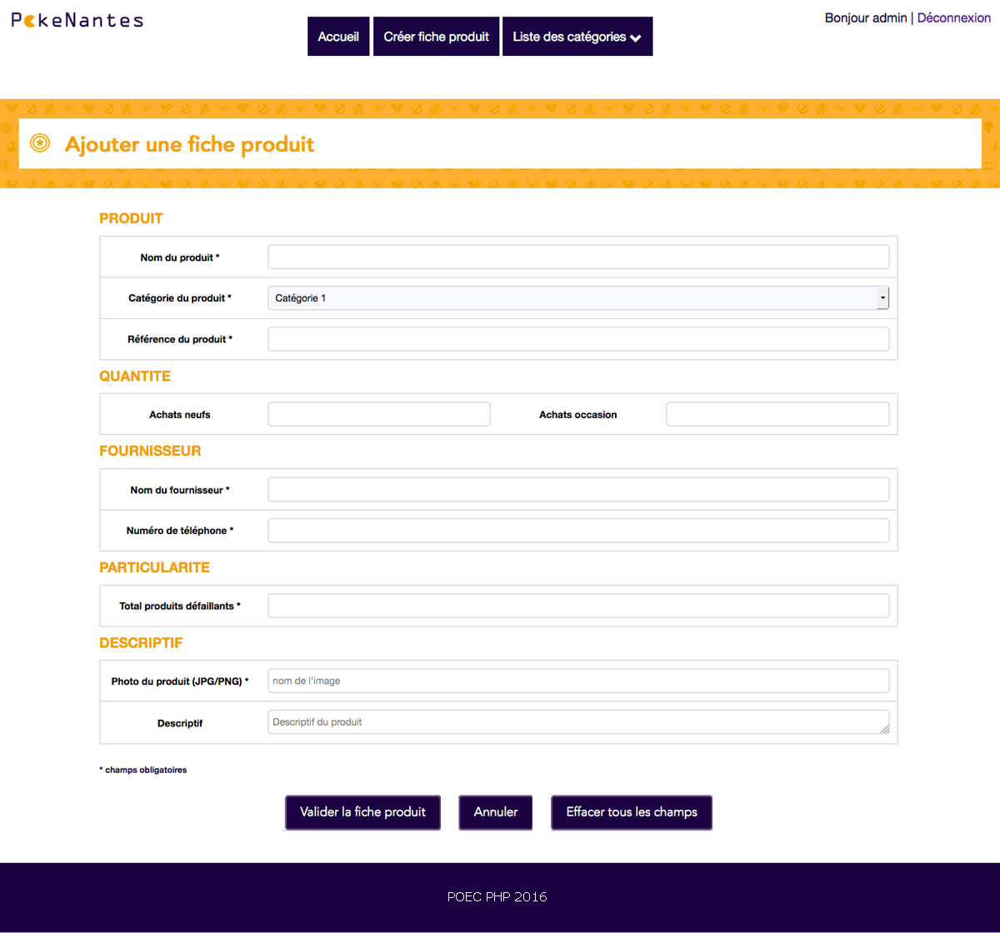 PokeNantes
Accueil
Créer fiche produit
Liste des catégories
Bonjour admin | Déconnexion
Ajouter une fiche produit
PRODUIT
Nom du produit *
Catégorie du produit *
Catégorie 1
Référence du produit *
QUANTITE
Achats neufs
Achats occasion
FOURNISSEUR
Nom du fournisseur *
Numéro de téléphone *
PARTICULARITE
Total produits défaillants *
DESCRIPTIF
Photo du produit (JPG/PNG) *
nom de l'image
Descriptif
Descriptif du produit
* champs obligatoires
Valider la fiche produit
Annuler
Effacer tous les champs
POEC PHP 2016